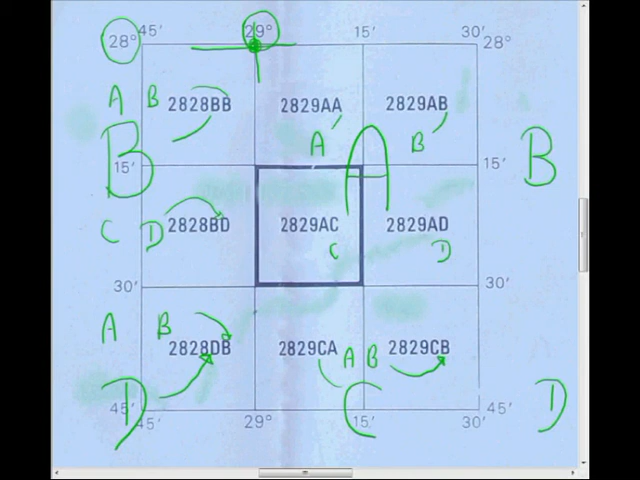 45' 29° 15' 30'
28° 28°
A B 2828BB 2829AA 2829AB
A B
B A B
15' 15'
C D 2828BD 2829AC 2829AD
C D
30' 30'
A B A B
2828DB 2829CA 2829CB
D C D
45' 45'
45' 29° 15' 30'